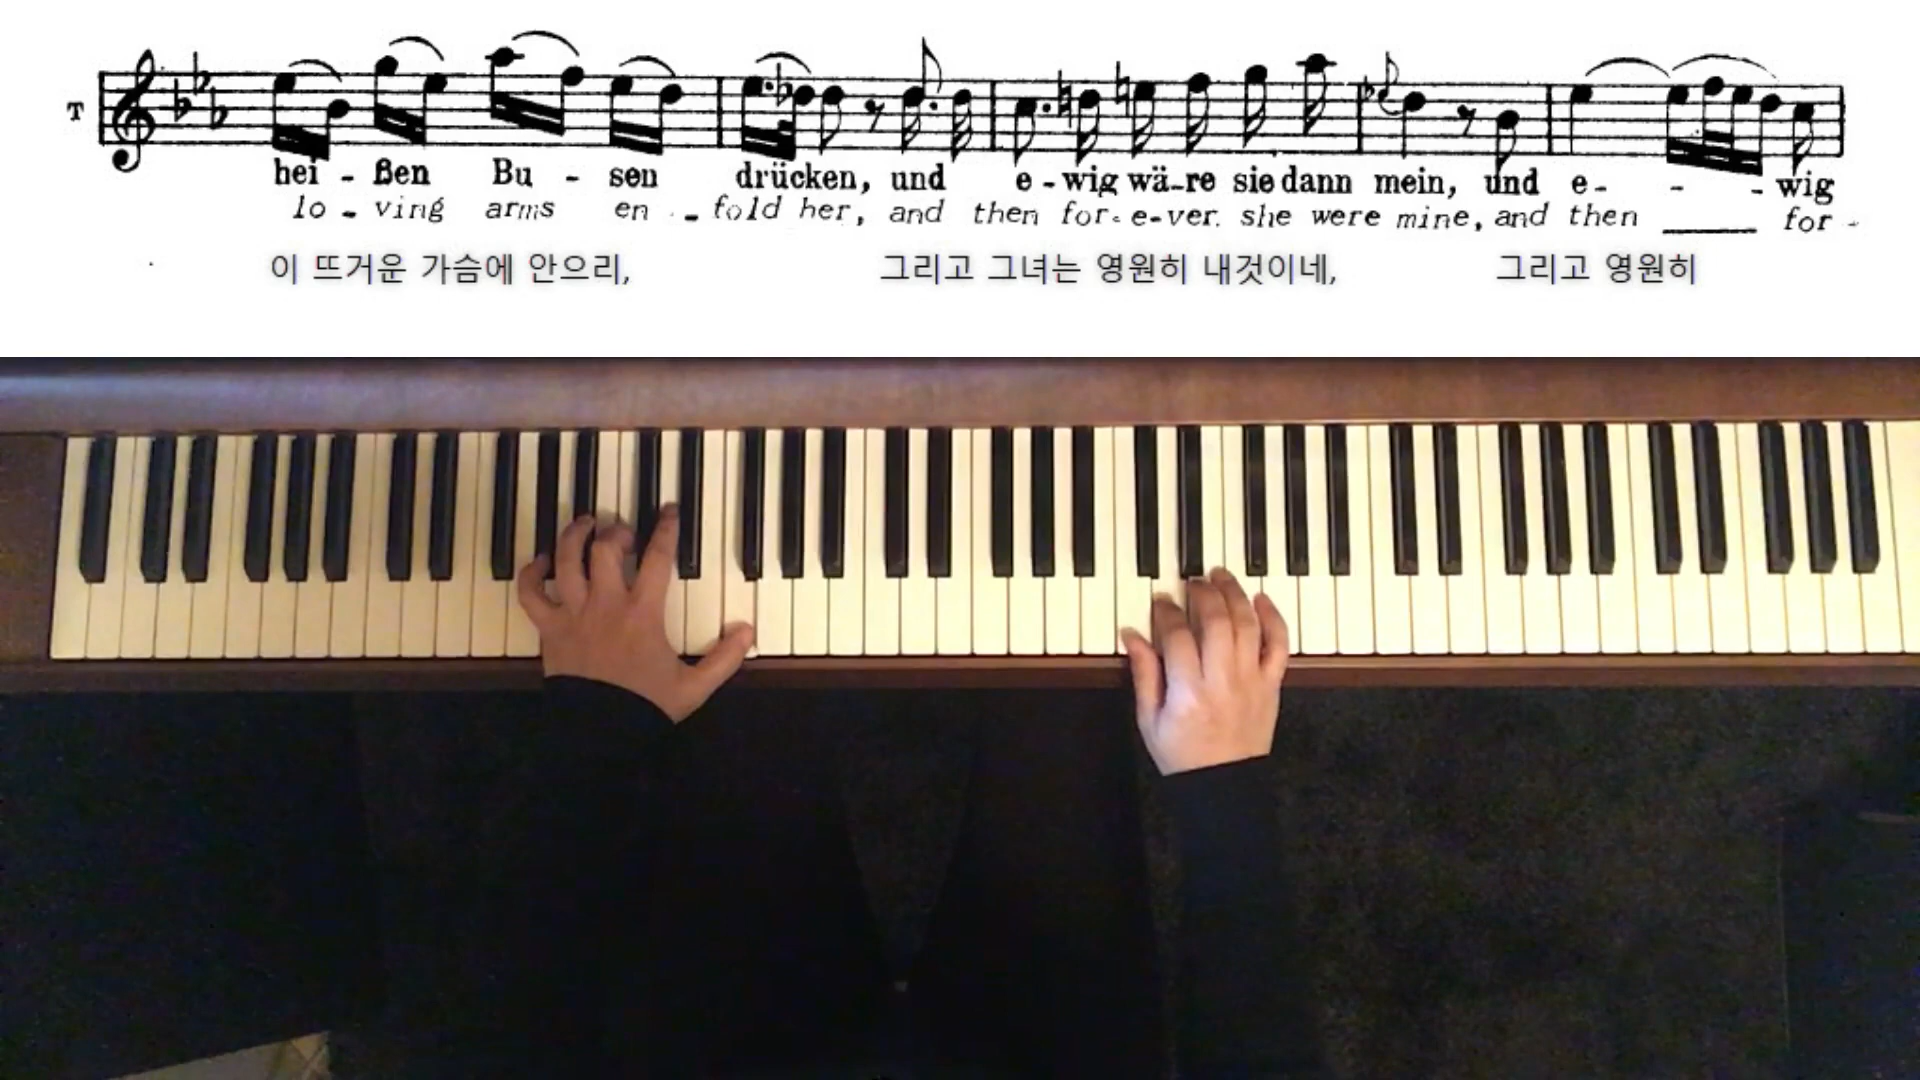 T
hei - ßen Bu - sen drücken, und e - wig wä - re sie dann mein, und e - - - wig
lo - ving arms en - fold her, and then for - e - ver. she were mine, and then ____ for -
이 뜨거운 가슴에 안으리, 그리고 그녀는 영원히 내것이네, 그리고 영원히